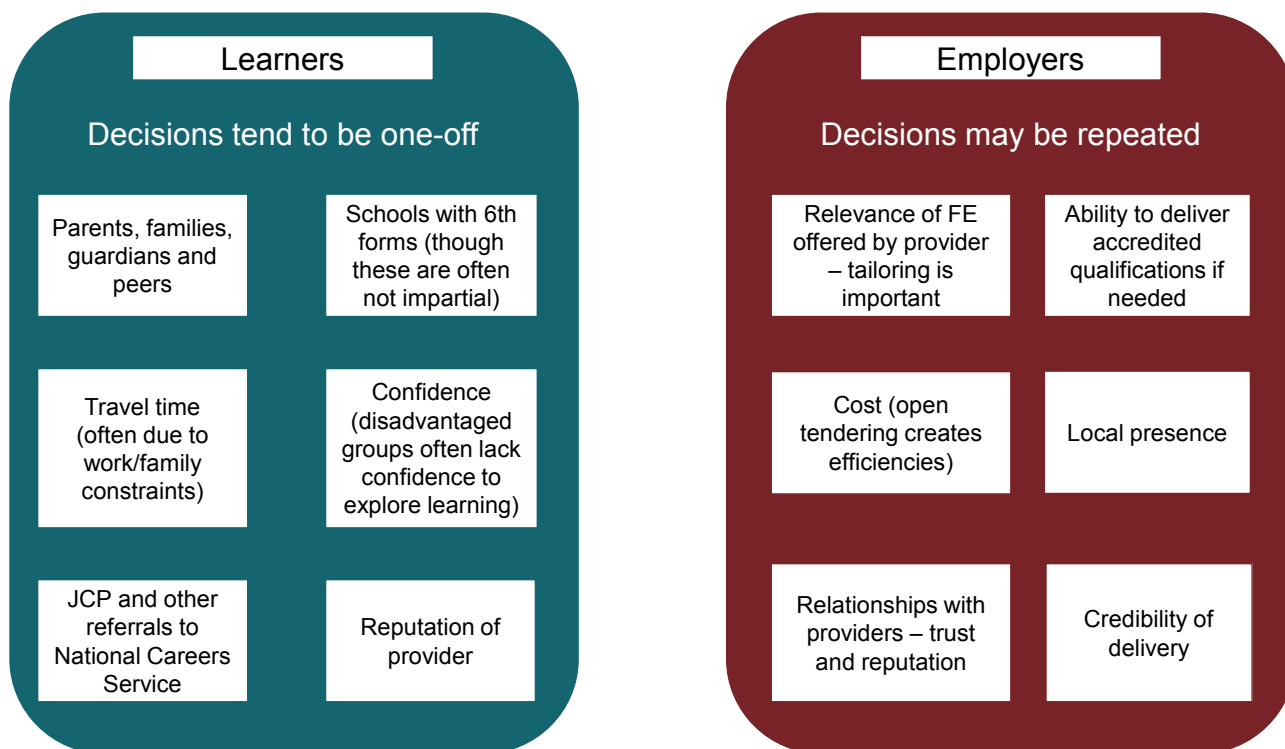 Learners
Decisions tend to be one-off
Parents, families,
guardians and
peers
Schools with 6th
forms (though
these are often
not impartial)
Travel time
(often due to
work/family
constraints)
Confidence
(disadvantaged
groups often lack
confidence to
explore learning)
JCP and other
referrals to
National Careers
Service
Reputation of
provider
Employers
Decisions may be repeated
Relevance of FE
offered by provider
– tailoring is
important
Ability to deliver
accredited
qualifications if
needed
Cost (open
tendering creates
efficiencies)
Local presence
Relationships with
providers – trust
and reputation
Credibility of
delivery